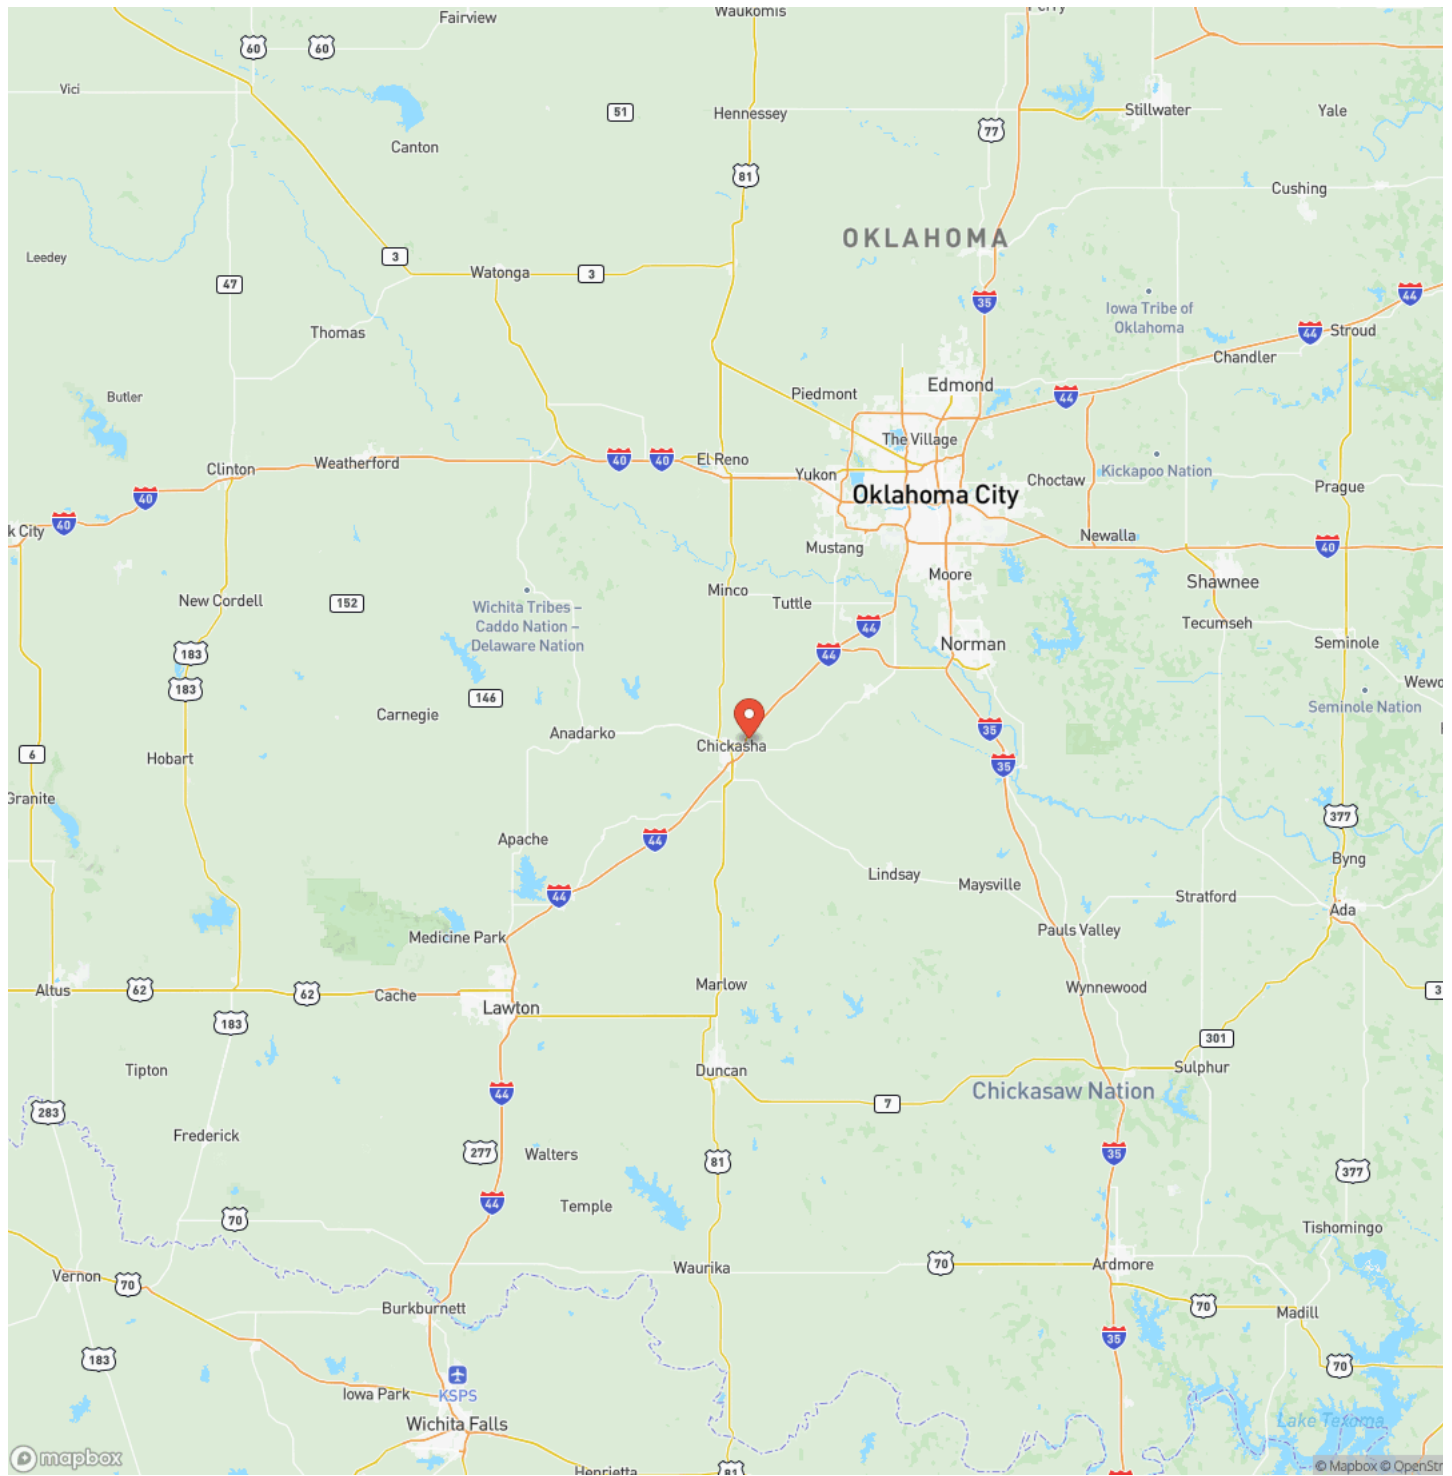 Fairview
Waukomis
Perry
60
60
Vici
51
Hennessey
Stillwater
Yale
77
Canton
81
Cushing
OKLAHOMA
Leedey
3
Watonga
3
47
Iowa Tribe of
Oklahoma
35
44
44
Stroud
Thomas
Chandler
Piedmont
Edmond
44
Butler
The Village
Clinton
Weatherford
40
40
El Reno
Yukon
Kickapoo Nation
Choctaw
Prague
40
40
Oklahoma City
k City
Mustang
Newalla
40
Moore
Shawnee
Minco
Tuttle
New Cordell
152
Wichita Tribes –
Caddo Nation –
Delaware Nation
44
44
Norman
Tecumseh
Seminole
183
183
Wewo
146
Seminole Nation
Carnegie
Anadarko
Chickasha
35
35
6
Hobart
Granite
377
Apache
44
Byng
Lindsay
Maysville
Stratford
44
Ada
Medicine Park
Pauls Valley
Altus
62
62
Cache
Marlow
Wynnewood
3
Lawton
183
301
Tipton
Duncan
Sulphur
Chickasaw Nation
44
7
283
Frederick
277
Walters
81
35
377
44
Temple
70
Tishomingo
Vernon
70
Waurika
70
Ardmore
Burkburnett
70
Madill
183
35
70
KSPS
Iowa Park
Wichita Falls
Lake Texoma
mapbox
Henrietta
81
© Mapbox © OpenStr